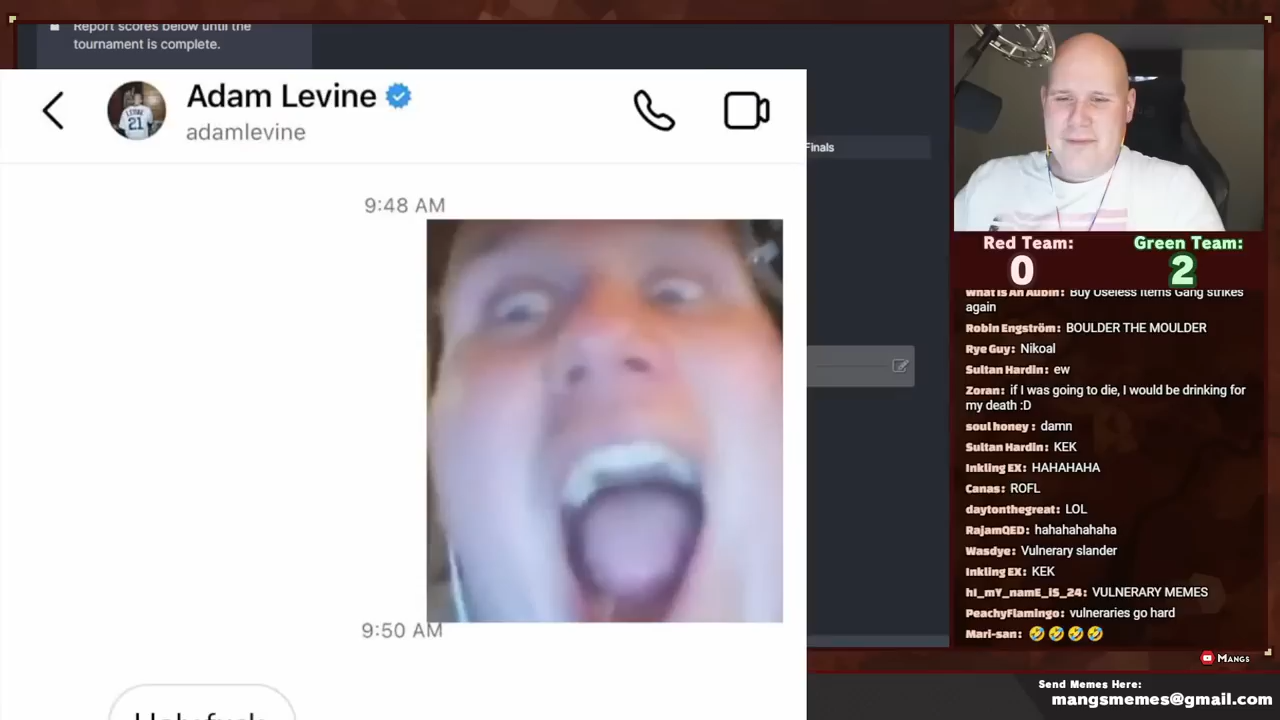 Report scores below until the
tournament is complete.
Adam Levine
adamlevine
Finals
9:48 AM
9:50 AM
LEVINE
21
Red Team:
0
Green Team:
2
What Is An Aubin: Buy Useless Items Gang strikes
again
Robin Engström: BOULDER THE MOULDER
Rye Guy: Nikoal
Sultan Hardin: ew
Zoran: if I was going to die, I would be drinking for
my death :D
soul honey: damn
Sultan Hardin: KEK
Inkling EX: HAHAHAHA
Canas: ROFL
daytonthegreat: LOL
RajamQED: hahahahahaha
Wasdye: Vulnerary slander
Inkling EX: KEK
hI_mY_namE_iS_24: VULNERARY MEMES
PeachyFlamingo: vulneraries go hard
Mari-san: 🤣🤣🤣🤣
Mangs
Send Memes Here:
mangsmemes@gmail.com